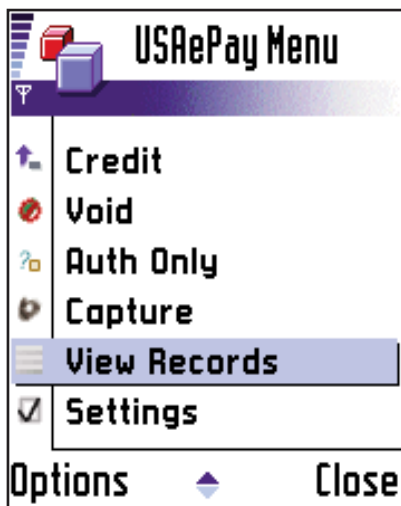 USAePay Menu
Credit
Void
Auth Only
Capture
View Records
Settings
Options Close